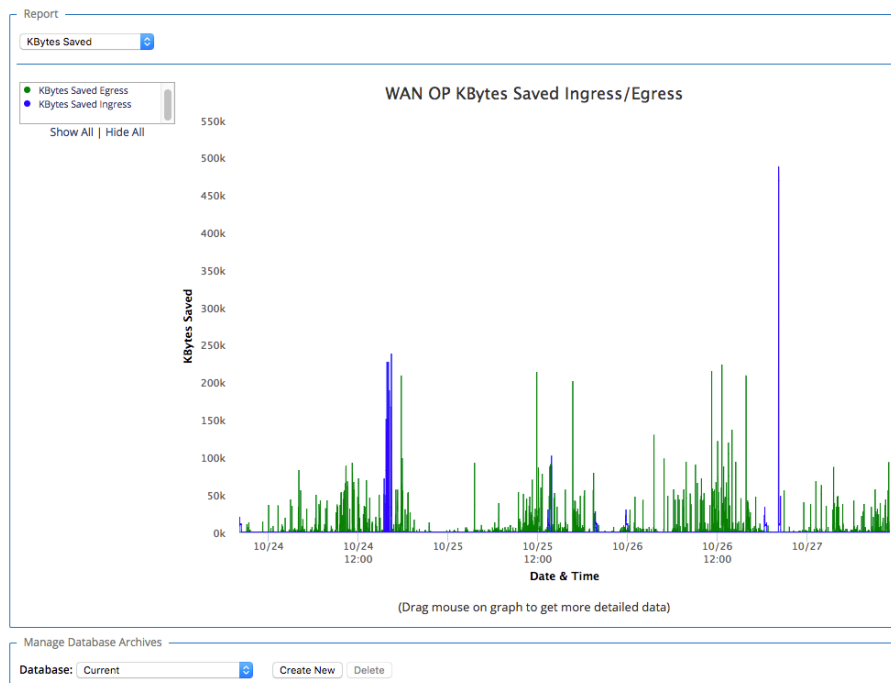 Report
KBytes Saved
KBytes Saved Egress
KBytes Saved Ingress
Show All | Hide All
WAN OP KBytes Saved Ingress/Egress
KBytes Saved
550k
500k
450k
400k
350k
300k
250k
200k
150k
100k
50k
0k
10/24
10/24 12:00
10/25
10/25 12:00
10/26
10/26 12:00
10/27
Date & Time
(Drag mouse on graph to get more detailed data)
Manage Database Archives
Database: Current Create New Delete